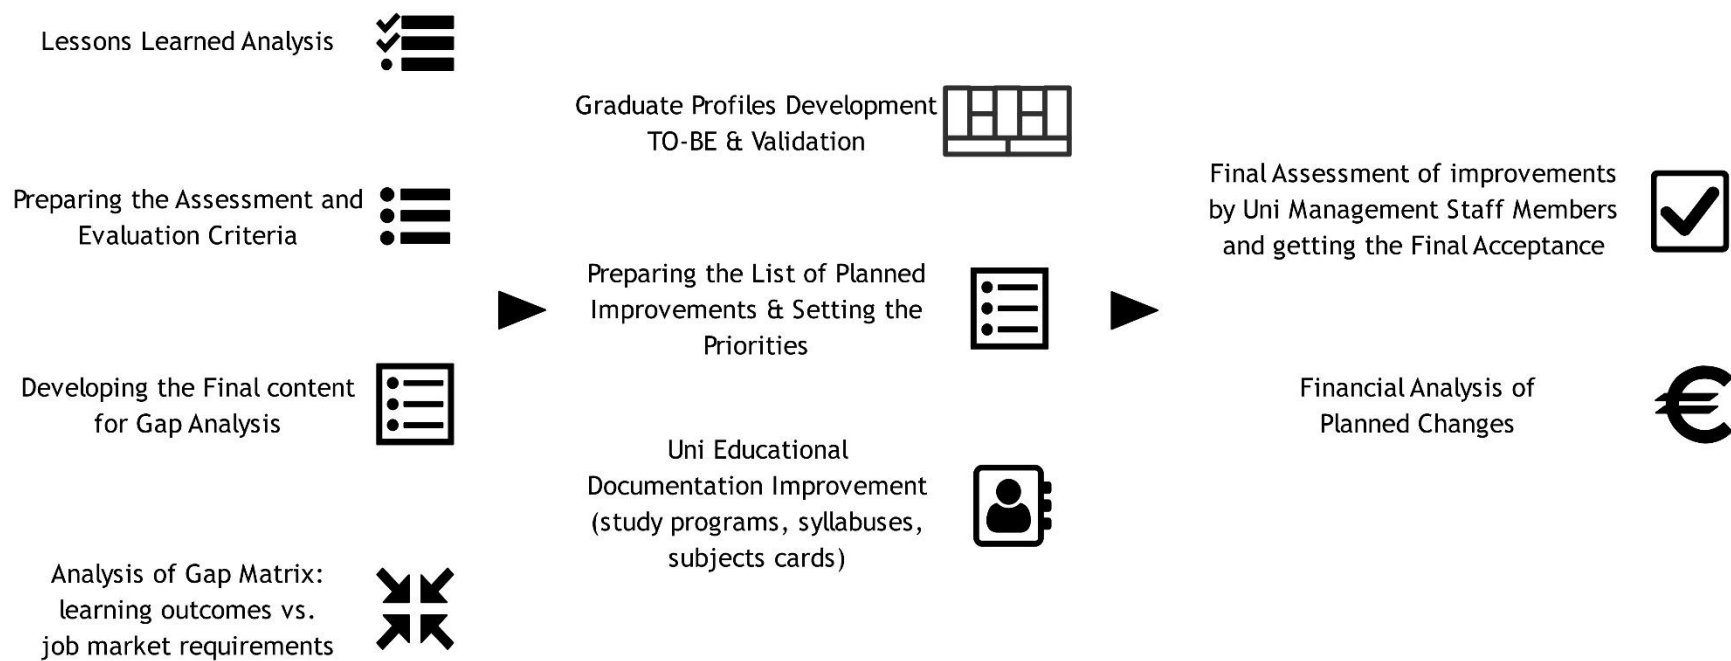 Lessons Learned Analysis
Preparing the Assessment and
Evaluation Criteria
Developing the Final content
for Gap Analysis
Analysis of Gap Matrix:
learning outcomes vs.
job market requirements
Graduate Profiles Development
TO-BE & Validation
Preparing the List of Planned
Improvements & Setting the
Priorities
Uni Educational
Documentation Improvement
(study programs, syllabuses,
subjects cards)
Final Assessment of improvements
by Uni Management Staff Members
and getting the Final Acceptance
Financial Analysis of
Planned Changes
€